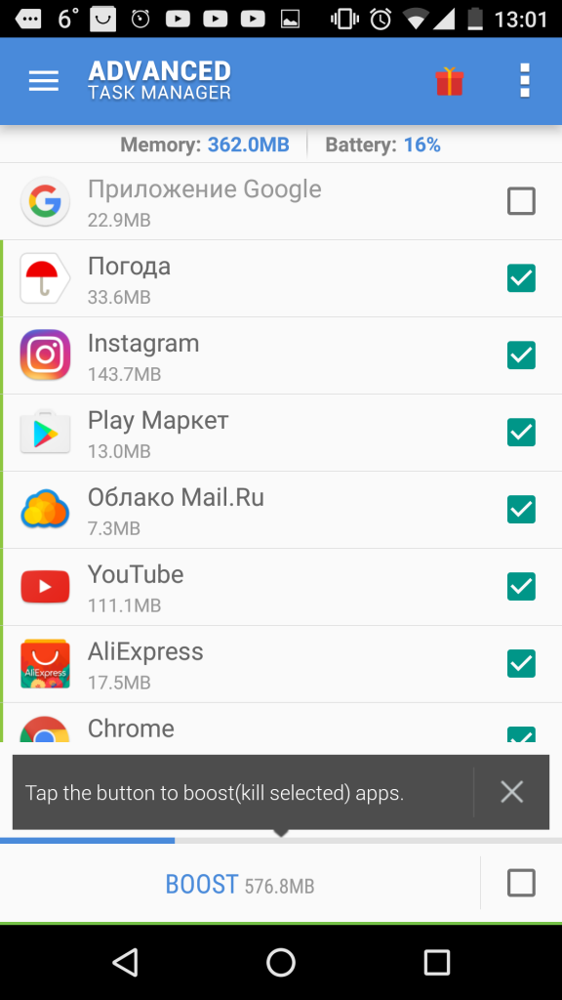 6°
13:01
ADVANCED
TASK MANAGER
Memory: 362.0MB
Battery: 16%
Приложение Google
22.9MB
Погода
33.6MB
Instagram
143.7MB
Play Маркет
13.0MB
Облако Mail.Ru
7.3MB
YouTube
111.1MB
AliExpress
AliExpress
17.5MB
Chrome
Tap the button to boost(kill selected) apps.
BOOST 576.8MB